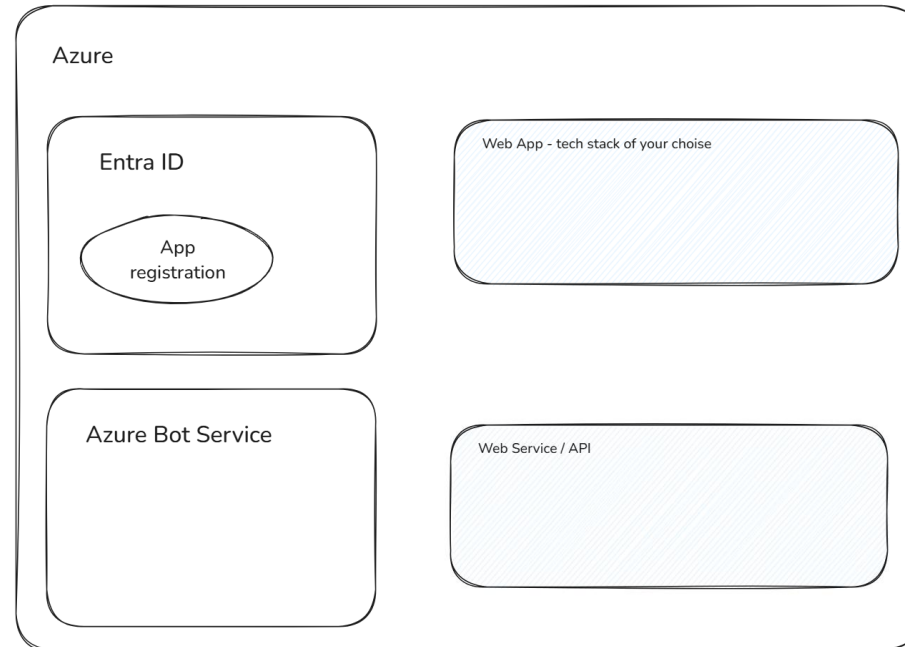 Azure
Entra ID
App
registration
Web App - tech stack of your choise
Azure Bot Service
Web Service / API